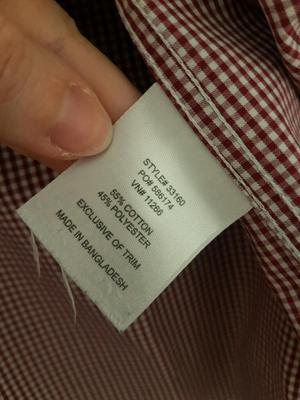 STYLE# 33160
PO# 586174
VN# 11266
55% COTTON
45% POLYESTER
EXCLUSIVE OF TRIM
MADE IN BANGLADESH